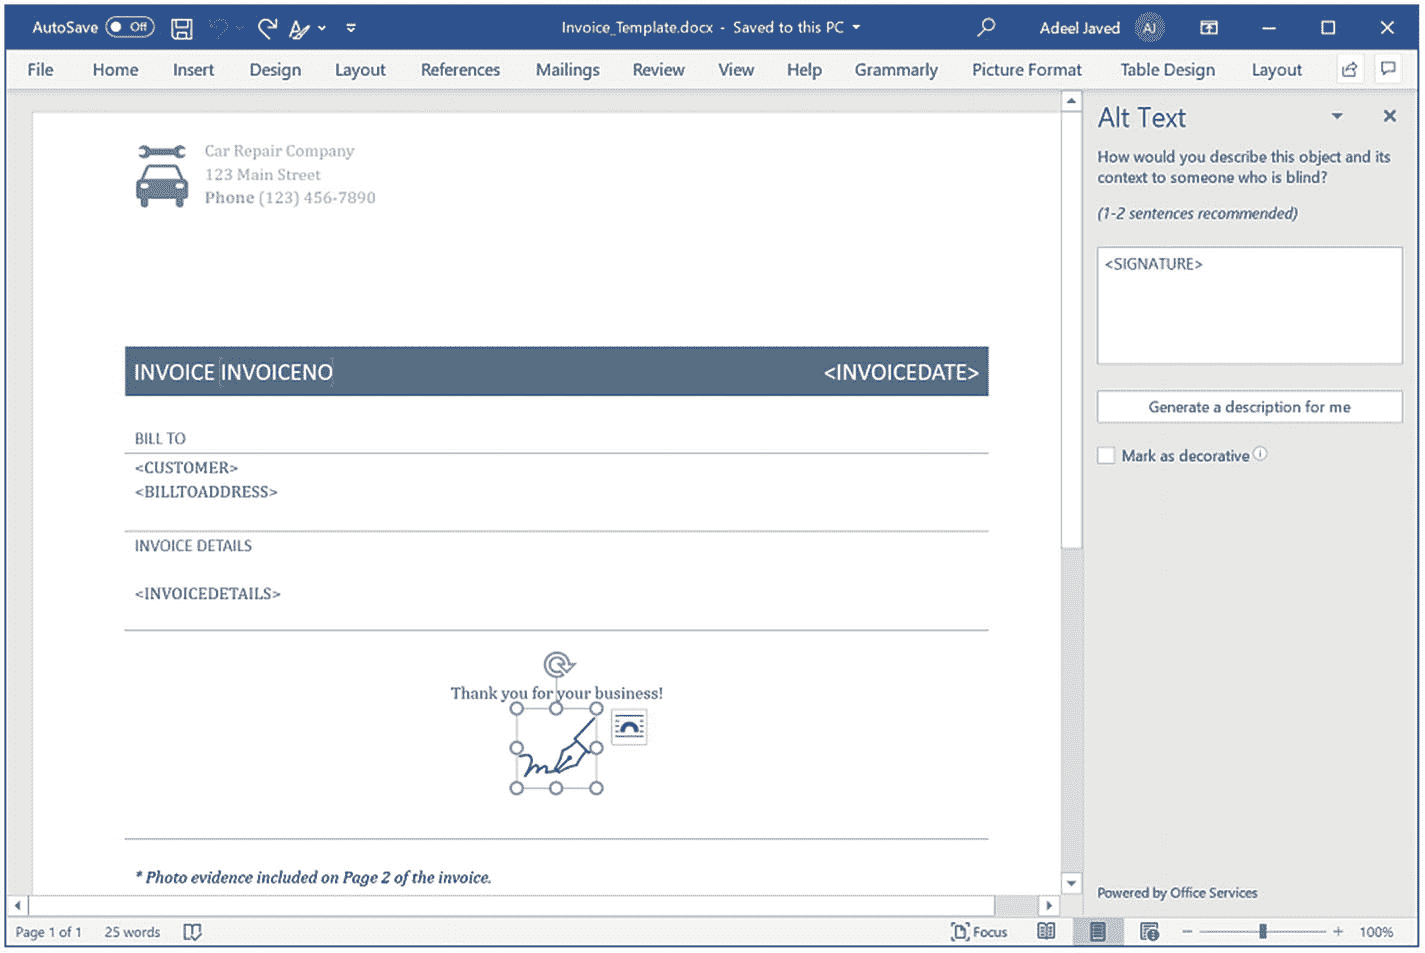 AutoSave Off Invoice_Template.docx - Saved to this PC Adeel Javed AJ
File Home Insert Design Layout References Mailings Review View Help Grammarly Picture Format Table Design Layout
Alt Text
How would you describe this object and its
context to someone who is blind?
(1-2 sentences recommended)
<SIGNATURE>
Generate a description for me
Mark as decorative
Car Repair Company
123 Main Street
Phone (123) 456-7890
INVOICE INVOICENO <INVOICEDATE>
BILL TO
<CUSTOMER>
<BILLTOADDRESS>
INVOICE DETAILS
<INVOICEDETAILS>
Thank you for your business!
* Photo evidence included on Page 2 of the invoice.
Powered by Office Services
Page 1 of 1 25 words Focus 100%